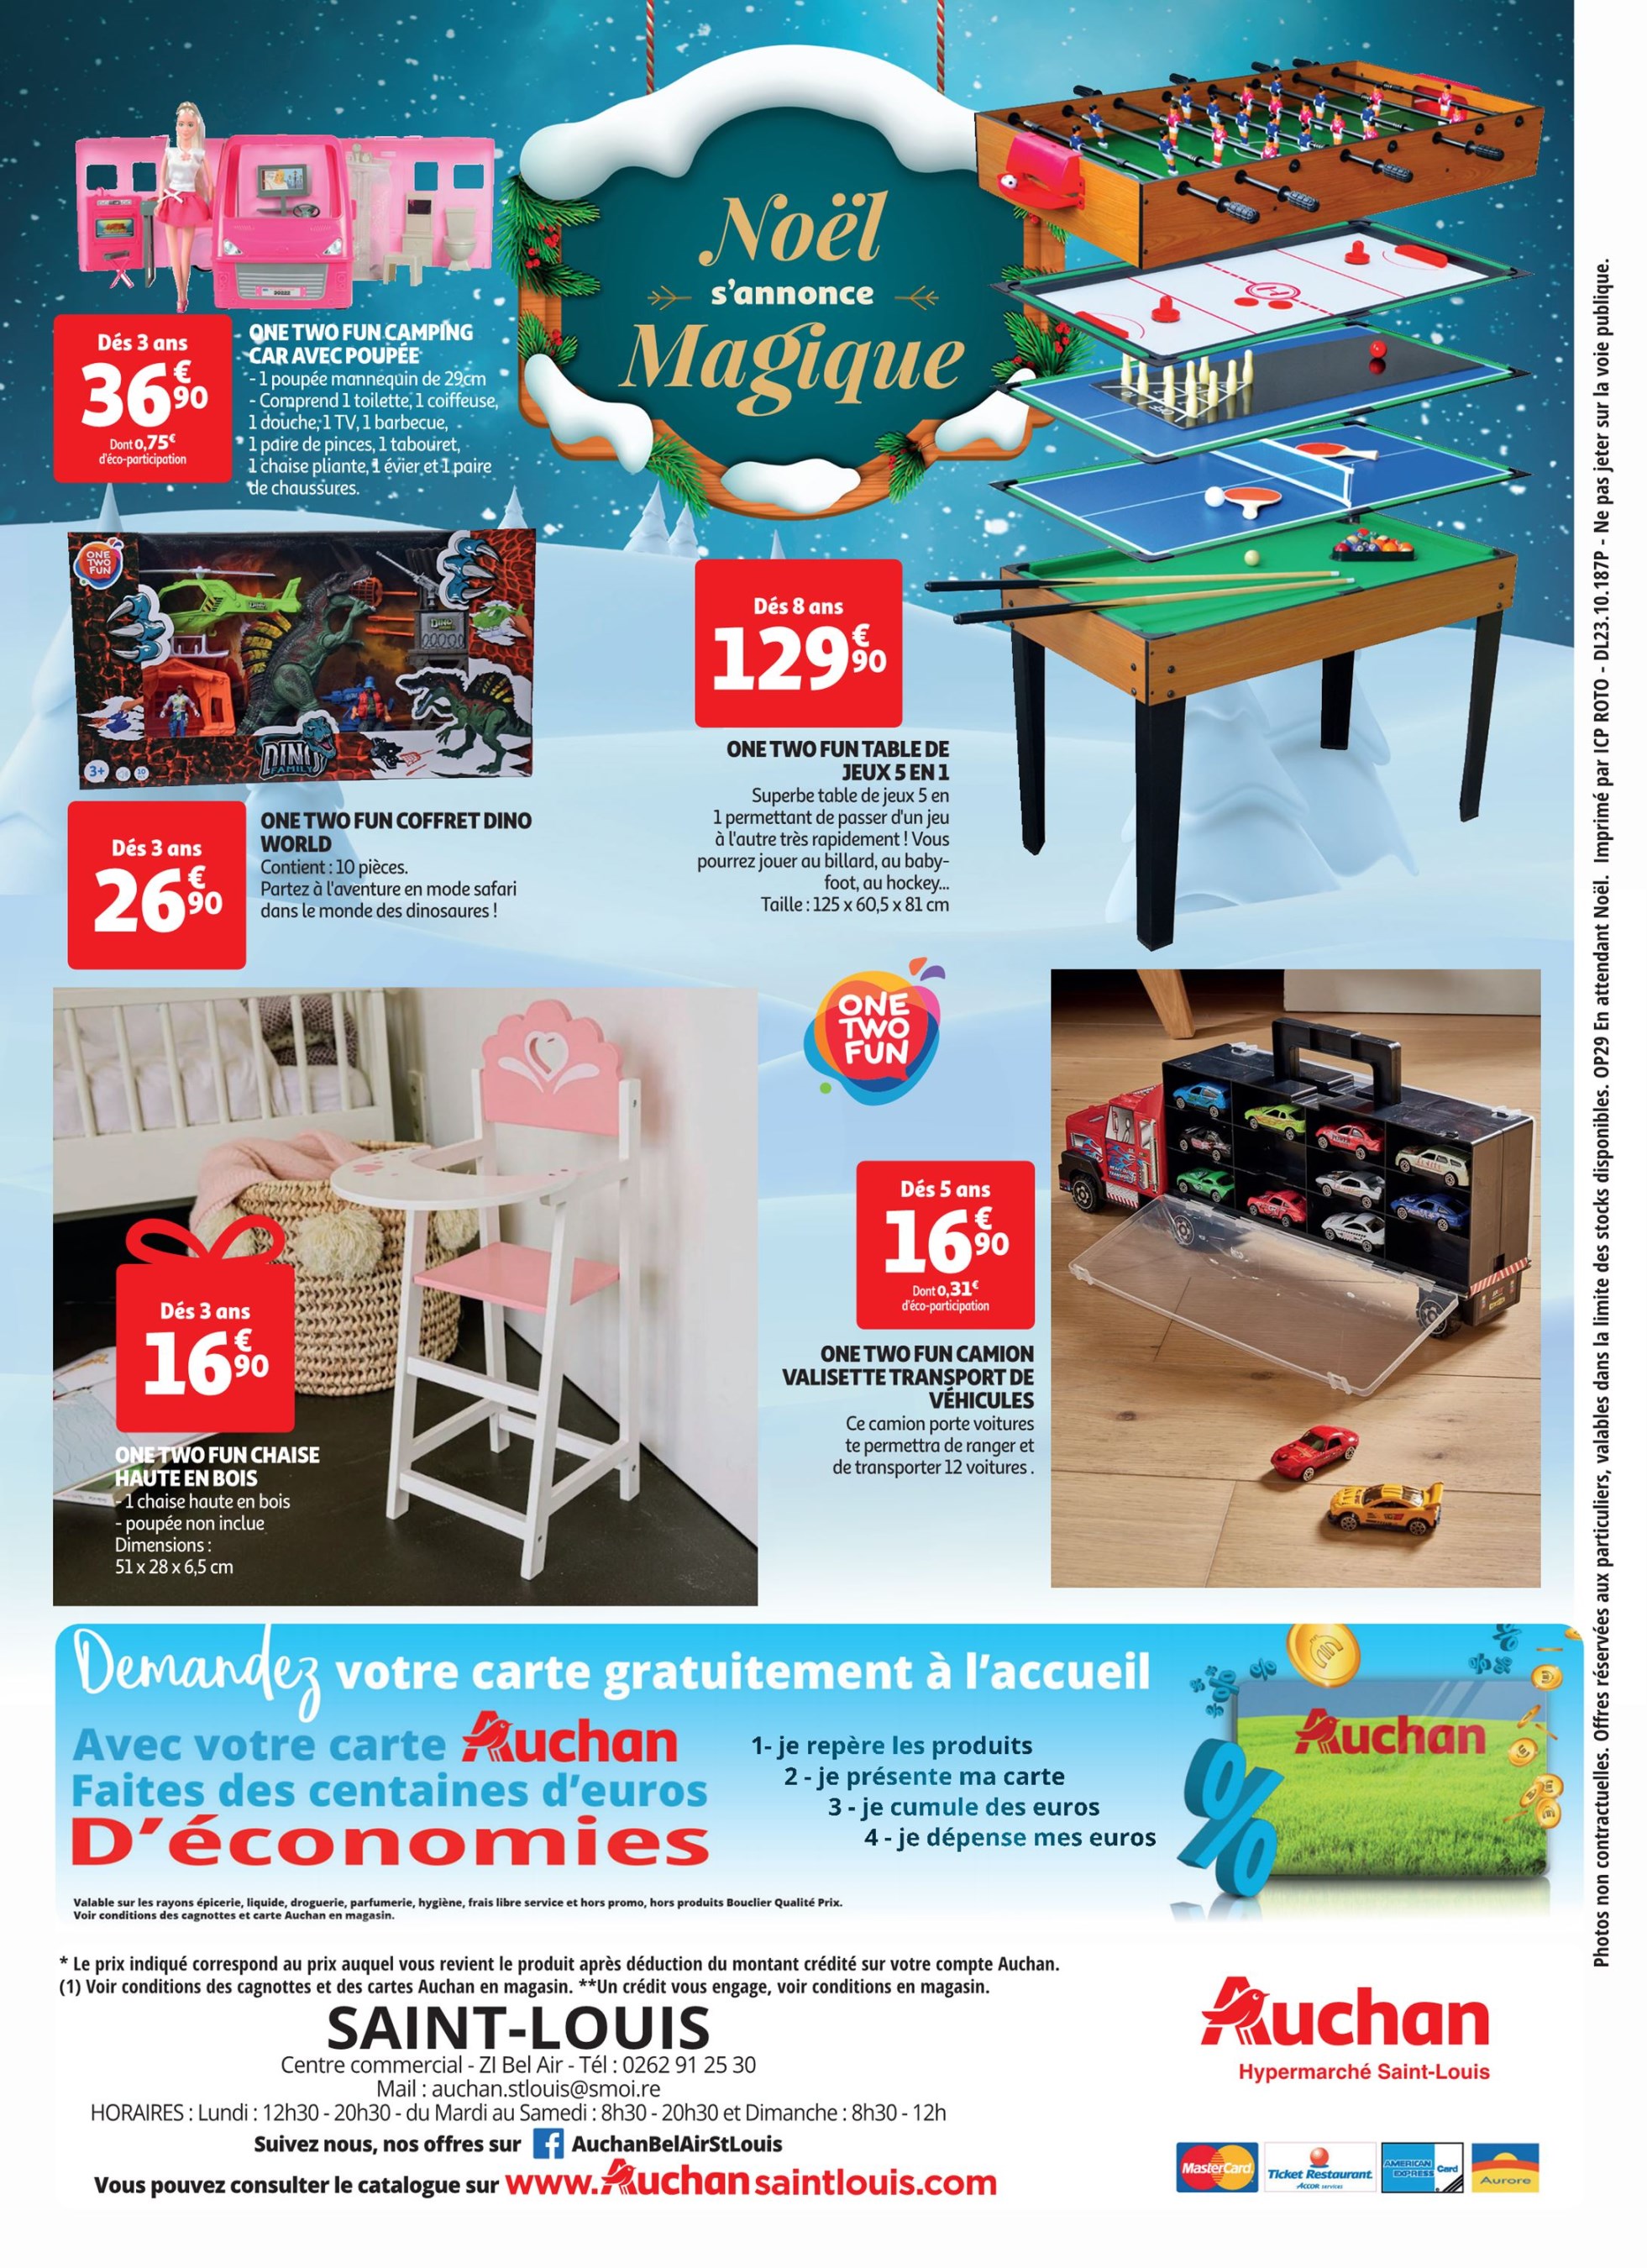 Noël
s'annonce
Magique
Dés 3 ans
36€90
Dont 0,75€
d'éco-participation
ONE TWO FUN CAMPING
CAR AVEC POUPÉE
- 1 poupée mannequin de 29cm
- Comprend 1 toilette, 1 coiffeuse,
1 douche, 1 TV, 1 barbecue,
1 paire de pinces, 1 tabouret,
1 chaise pliante, 1 évier et 1 paire
de chaussures.
ONE
TWO
FUN
DINO
FAMILY
3+
Dés 3 ans
26€90
ONE TWO FUN COFFRET DINO
WORLD
Contient : 10 pièces.
Partez à l'aventure en mode safari
dans le monde des dinosaures !
Dés 8 ans
129€90
ONE TWO FUN TABLE DE
JEUX 5 EN 1
Superbe table de jeux 5 en
1 permettant de passer d'un jeu
à l'autre très rapidement ! Vous
pourrez jouer au billard, au baby-
foot, au hockey...
Taille : 125 x 60,5 x 81 cm
ONE
TWO
FUN
Dés 3 ans
16€90
ONE TWO FUN CHAISE
HAUTE EN BOIS
- 1 chaise haute en bois
- poupée non inclue
Dimensions :
51 x 28 x 6,5 cm
Dés 5 ans
16€90
Dont 0,31€
d'éco-participation
ONE TWO FUN CAMION
VALISETTE TRANSPORT DE
VÉHICULES
Ce camion porte voitures
te permettra de ranger et
de transporter 12 voitures .
Demandez votre carte gratuitement à l'accueil
Avec votre carte Auchan
Faites des centaines d'euros
D'économies
1- je repère les produits
2 - je présente ma carte
3 - je cumule des euros
4 - je dépense mes euros
Auchan
%
Valable sur les rayons épicerie, liquide, droguerie, parfumerie, hygiène, frais libre service et hors promo, hors produits Bouclier Qualité Prix.
Voir conditions des cagnottes et carte Auchan en magasin.
* Le prix indiqué correspond au prix auquel vous revient le produit après déduction du montant crédité sur votre compte Auchan.
(1) Voir conditions des cagnottes et des cartes Auchan en magasin. **Un crédit vous engage, voir conditions en magasin.
SAINT-LOUIS
Centre commercial - ZI Bel Air - Tél : 0262 91 25 30
Mail : auchan.stlouis@smoi.re
HORAIRES : Lundi : 12h30 - 20h30 - du Mardi au Samedi : 8h30 - 20h30 et Dimanche : 8h30 - 12h
Suivez nous, nos offres sur f AuchanBelAirStLouis
Vous pouvez consulter le catalogue sur www.Auchansaintlouis.com
Auchan
Hypermarché Saint-Louis
MasterCard
Ticket Restaurant
ACCOR services
AMERICAN EXPRESS Card
Aurore
Photos non contractuelles. Offres réservées aux particuliers, valables dans la limite des stocks disponibles. OP29 En attendant Noël. Imprimé par ICP ROTO - DL23.10.187P - Ne pas jeter sur la voie publique.